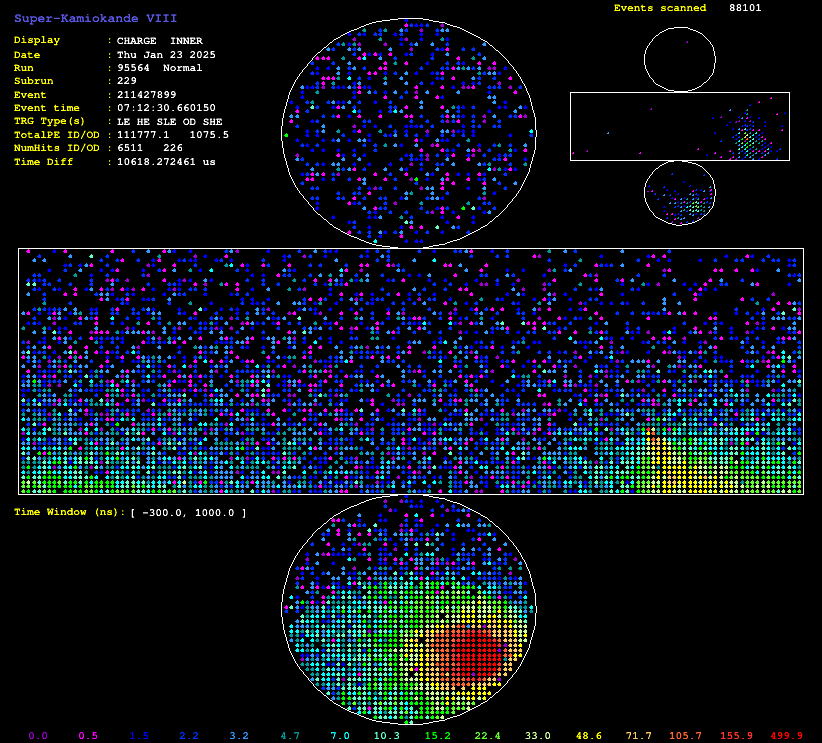 Super-Kamiokande VIII
Events scanned 88101
Display : CHARGE INNER
Date : Thu Jan 23 2025
Run : 95564 Normal
Subrun : 229
Event : 211427899
Event time : 07:12:30.660150
TRG Type(s) : LE HE SLE OD SHE
TotalPE ID/OD : 111777.1 1075.5
NumHits ID/OD : 6511 226
Time Diff : 10618.272461 us
Time Window (ns): [ -300.0, 1000.0 ]
0.0 0.5 1.5 2.2 3.2 4.7 7.0 10.3 15.2 22.4 33.0 48.6 71.7 105.7 155.9 499.9